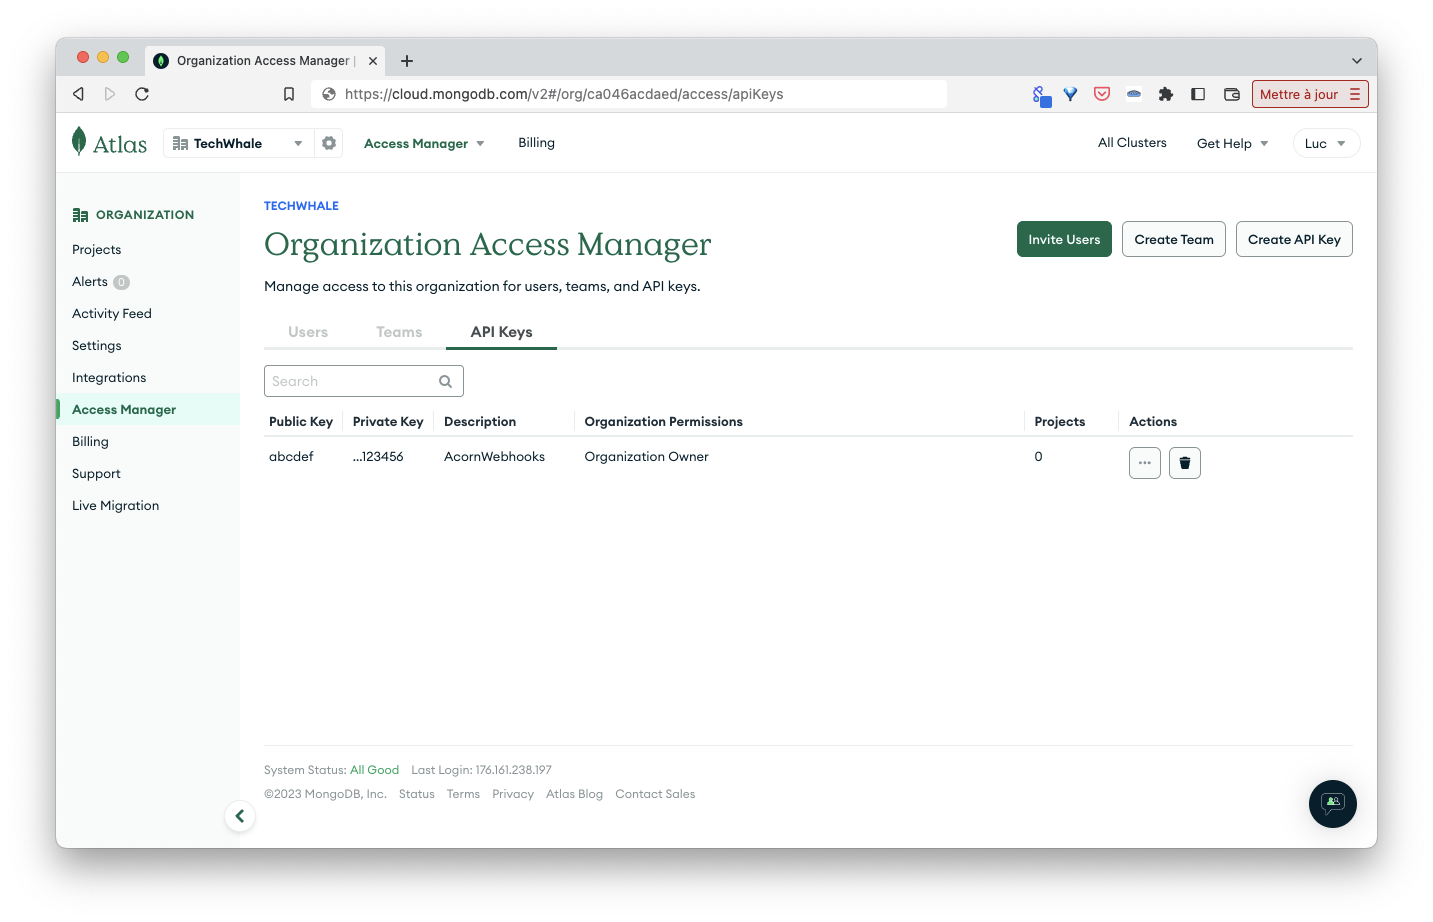 Organization Access Manager |
https://cloud.mongodb.com/v2#/org/ca046acdaed/access/apiKeys
Mettre à jour
Atlas
TechWhale
Access Manager
Billing
All Clusters
Get Help
Luc
ORGANIZATION
Projects
Alerts 0
Activity Feed
Settings
Integrations
Access Manager
Billing
Support
Live Migration
TECHWHALE
Organization Access Manager
Invite Users
Create Team
Create API Key
Manage access to this organization for users, teams, and API keys.
Users Teams API Keys
Search
Public Key Private Key Description Organization Permissions Projects Actions
abcdef ...123456 AcornWebhooks Organization Owner 0
System Status: All Good Last Login: 176.161.238.197
©2023 MongoDB, Inc. Status Terms Privacy Atlas Blog Contact Sales